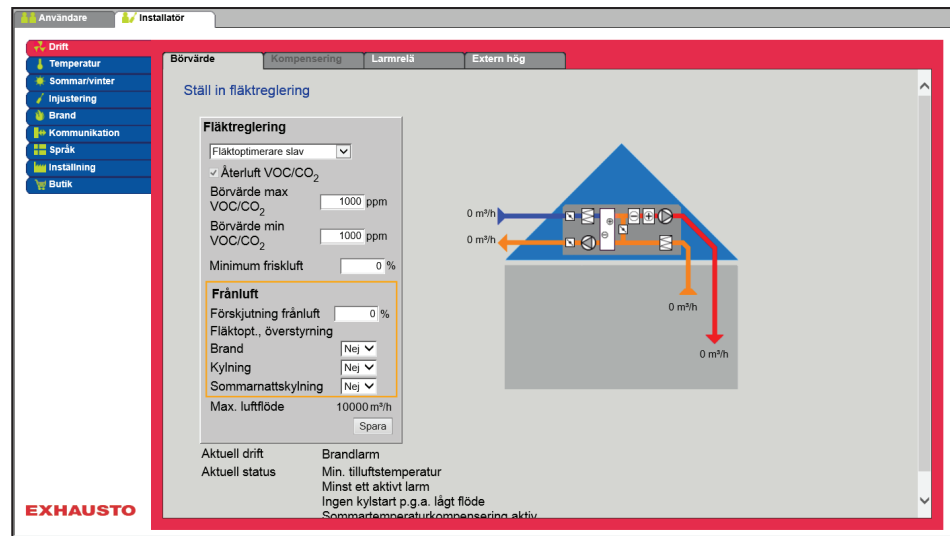 Användare
Installatör
Drift
Temperatur
Sommar/vinter
Injustering
Brand
Kommunikation
Språk
Inställning
Butik
EXHAUSTO
Börvärde
Kompensering
Larmrelä
Extern hög
Ställ in fläktreglering
Fläktreglering
Fläktoptimerare slav
Återluft VOC/CO2
Börvärde max
VOC/CO2 1000 ppm
Börvärde min
VOC/CO2 1000 ppm
Minimum friskluft 0 %
Frånluft
Förskjutning frånluft 0 %
Fläktopt., överstyrning
Brand Nej
Kylning Nej
Sommarnattskylning Nej
Max. luftflöde 10000 m³/h
Spara
0 m³/h
0 m³/h
0 m³/h
0 m³/h
Aktuell drift Brandlarm
Aktuell status Min. tilluftstemperatur
Minst ett aktivt larm
Ingen kylstart p.g.a. lågt flöde
Sommartemperaturkompensering aktiv